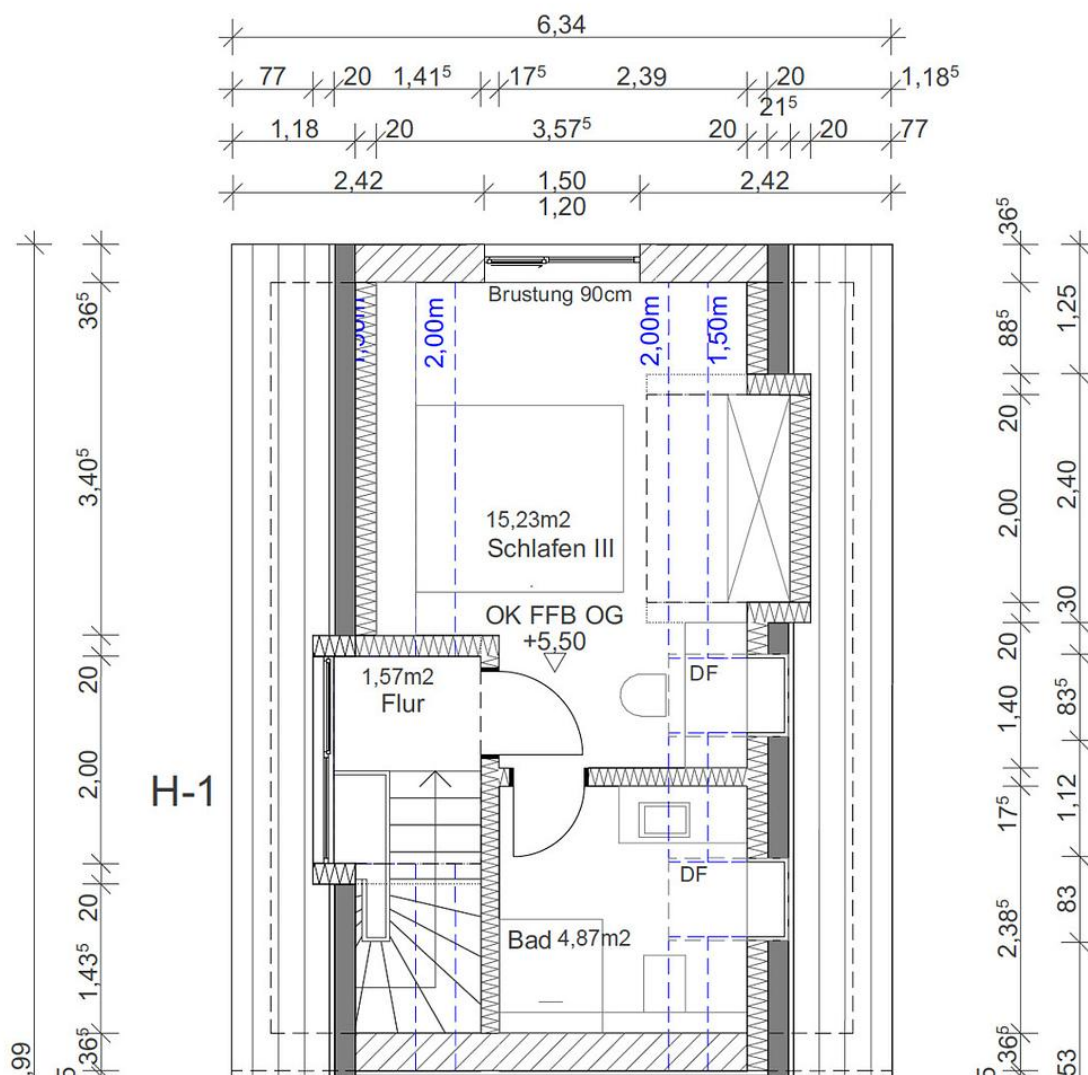 6,34
77 20 1,41⁵ 17⁵ 2,39 20 1,18⁵
21⁵
1,18 20 3,57⁵ 20 20 77
2,42 1,50 2,42
1,20
36⁵
3,40⁵
20
2,00
20
1,43⁵
36⁵
,99
Brustung 90cm
2,00m
2,00m
1,50m
15,23m2
Schlafen III
OK FFB OG
+5,50
1,57m2
Flur
DF
H-1
DF
Bad 4,87m2
36⁵
88⁵
20
2,00
20
1,40
17⁵
2,38⁵
36⁵
1,25
2,40
30
83⁵
1,12
83
53